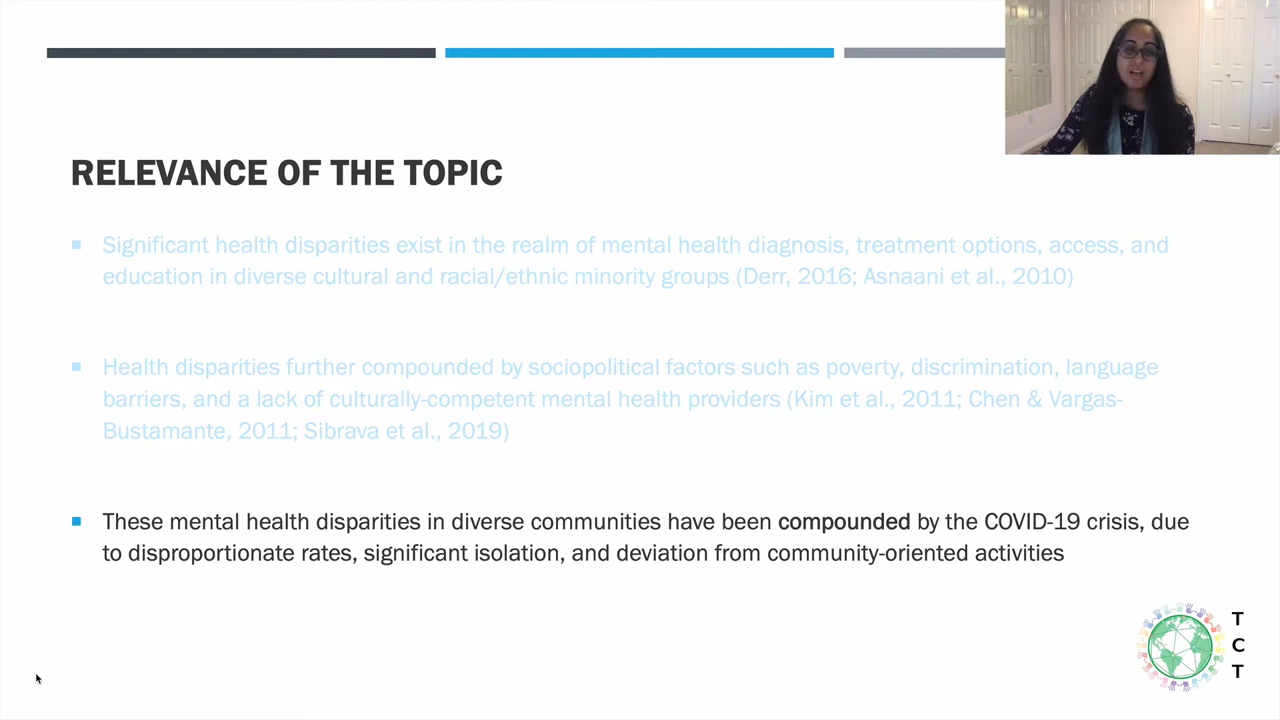 RELEVANCE OF THE TOPIC
Significant health disparities exist in the realm of mental health diagnosis, treatment options, access, and
education in diverse cultural and racial/ethnic minority groups (Derr, 2016; Asnaani et al., 2010)
Health disparities further compounded by sociopolitical factors such as poverty, discrimination, language
barriers, and a lack of culturally-competent mental health providers (Kim et al., 2011; Chen & Vargas-
Bustamante, 2011; Sibrava et al., 2019)
These mental health disparities in diverse communities have been compounded by the COVID-19 crisis, due
to disproportionate rates, significant isolation, and deviation from community-oriented activities
T
C
T